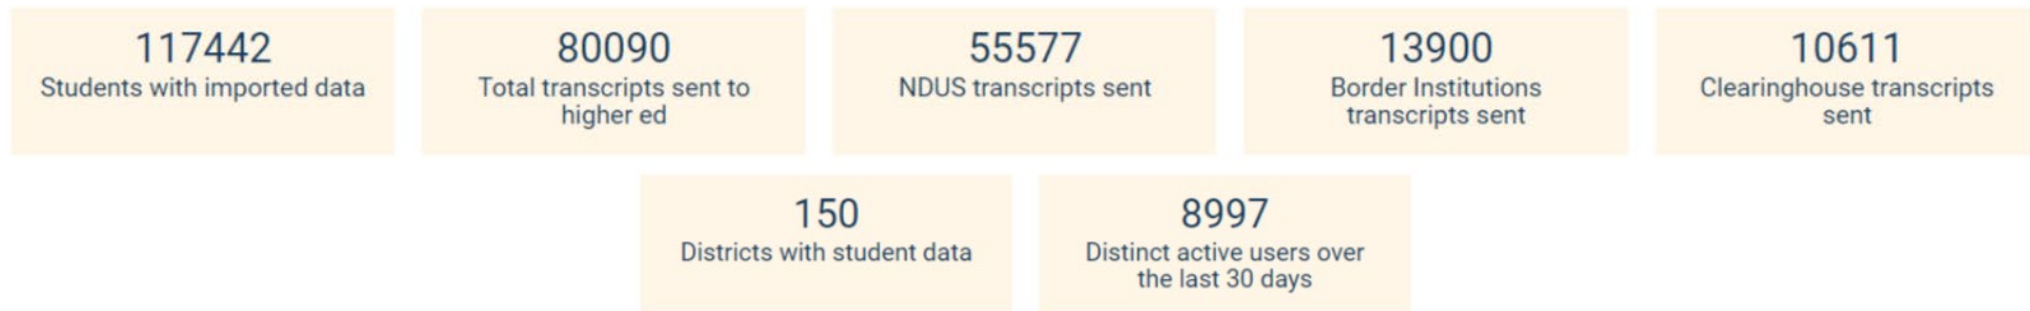 117442
Students with imported data
80090
Total transcripts sent to
higher ed
55577
NDUS transcripts sent
13900
Border Institutions
transcripts sent
10611
Clearinghouse transcripts
sent
150
Districts with student data
8997
Distinct active users over
the last 30 days